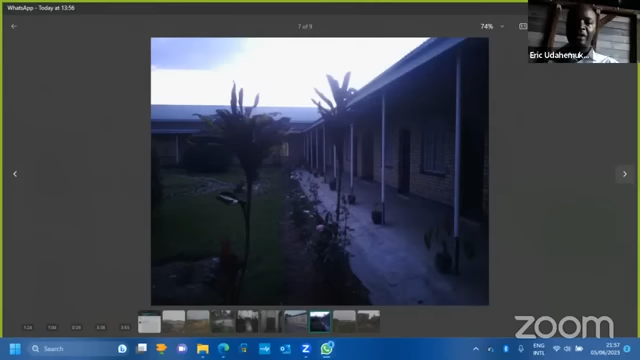 WhatsApp - Today at 13:56
7 of 9
74%
Eric Udahemuk...
zoom
Search
ENG
INTL
21:57
05/06/2023